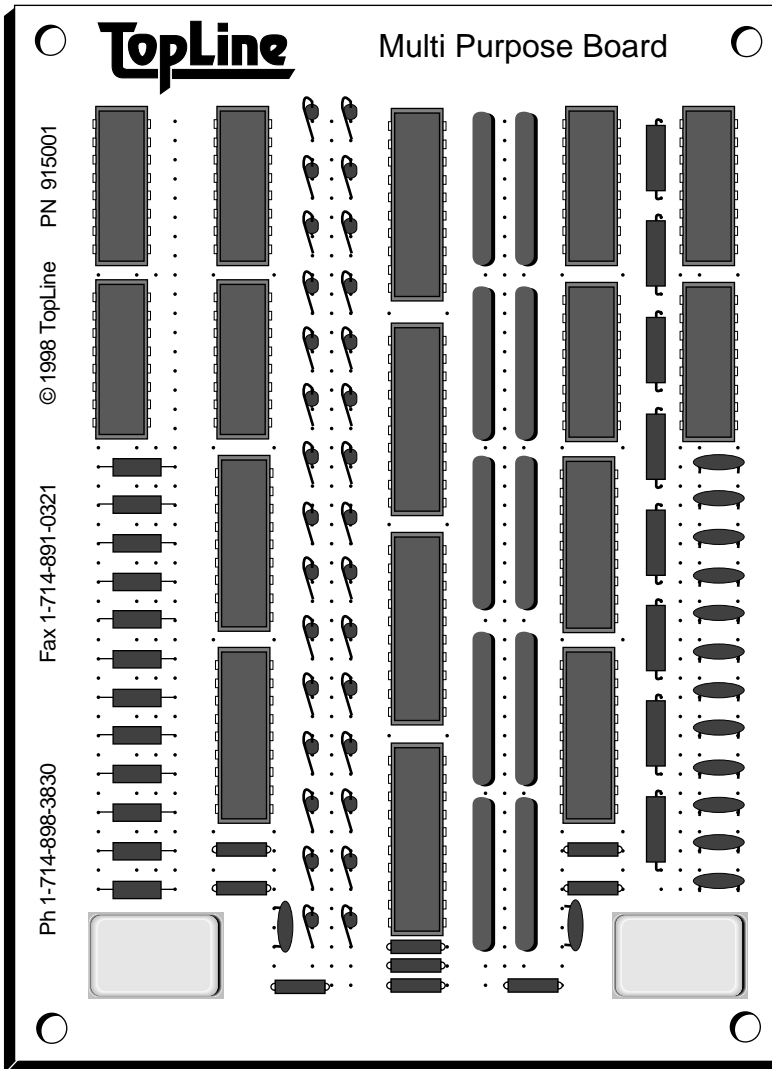 TopLine
Multi Purpose Board
PN 915001
© 1998 TopLine
Fax 1-714-891-0321
Ph 1-714-898-3830